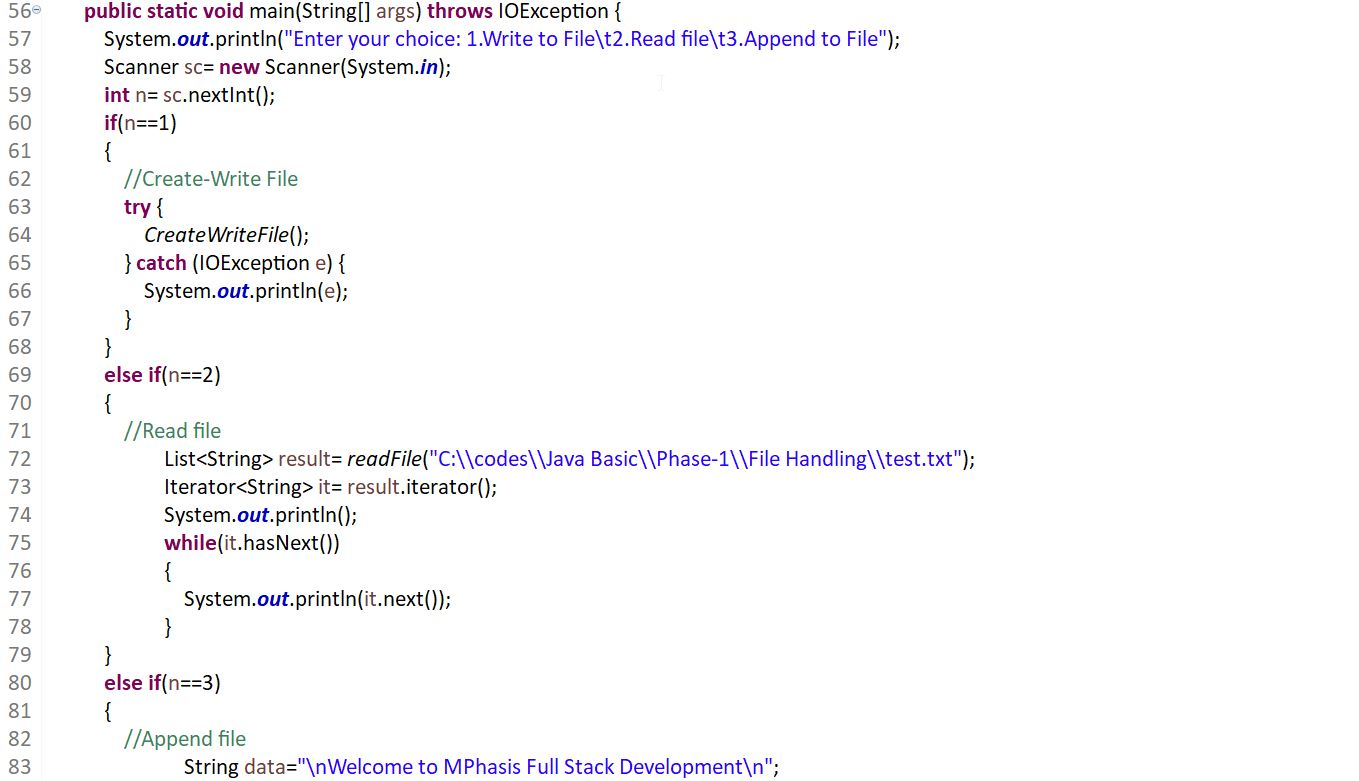 56 public static void main(String[] args) throws IOException {
57 System.out.println("Enter your choice: 1.Write to File\t2.Read file\t3.Append to File");
58 Scanner sc= new Scanner(System.in);
59 int n= sc.nextInt();
60 if(n==1)
61 {
62 //Create-Write File
63 try {
64 CreateWriteFile();
65 } catch (IOException e) {
66 System.out.println(e);
67 }
68 }
69 else if(n==2)
70 {
71 //Read file
72 List<String> result= readFile("C:\\codes\\Java Basic\\Phase-1\\File Handling\\test.txt");
73 Iterator<String> it= result.iterator();
74 System.out.println();
75 while(it.hasNext())
76 {
77 System.out.println(it.next());
78 }
79 }
80 else if(n==3)
81 {
82 //Append file
83 String data="\nWelcome to MPhasis Full Stack Development\n";